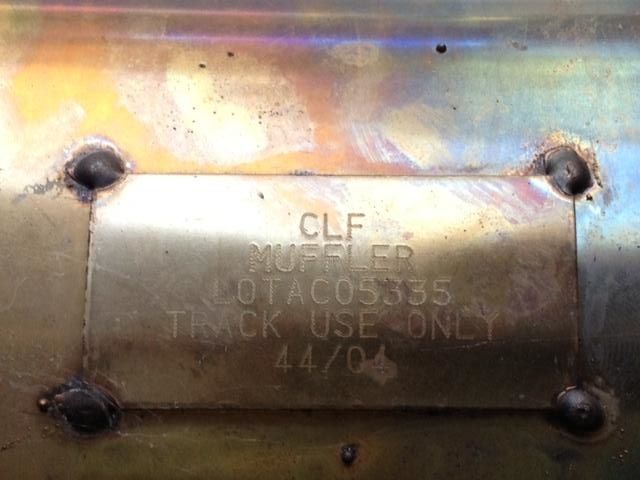 CLF
MUFFLER
LOTAC05335
TRACK USE ONLY
44/04